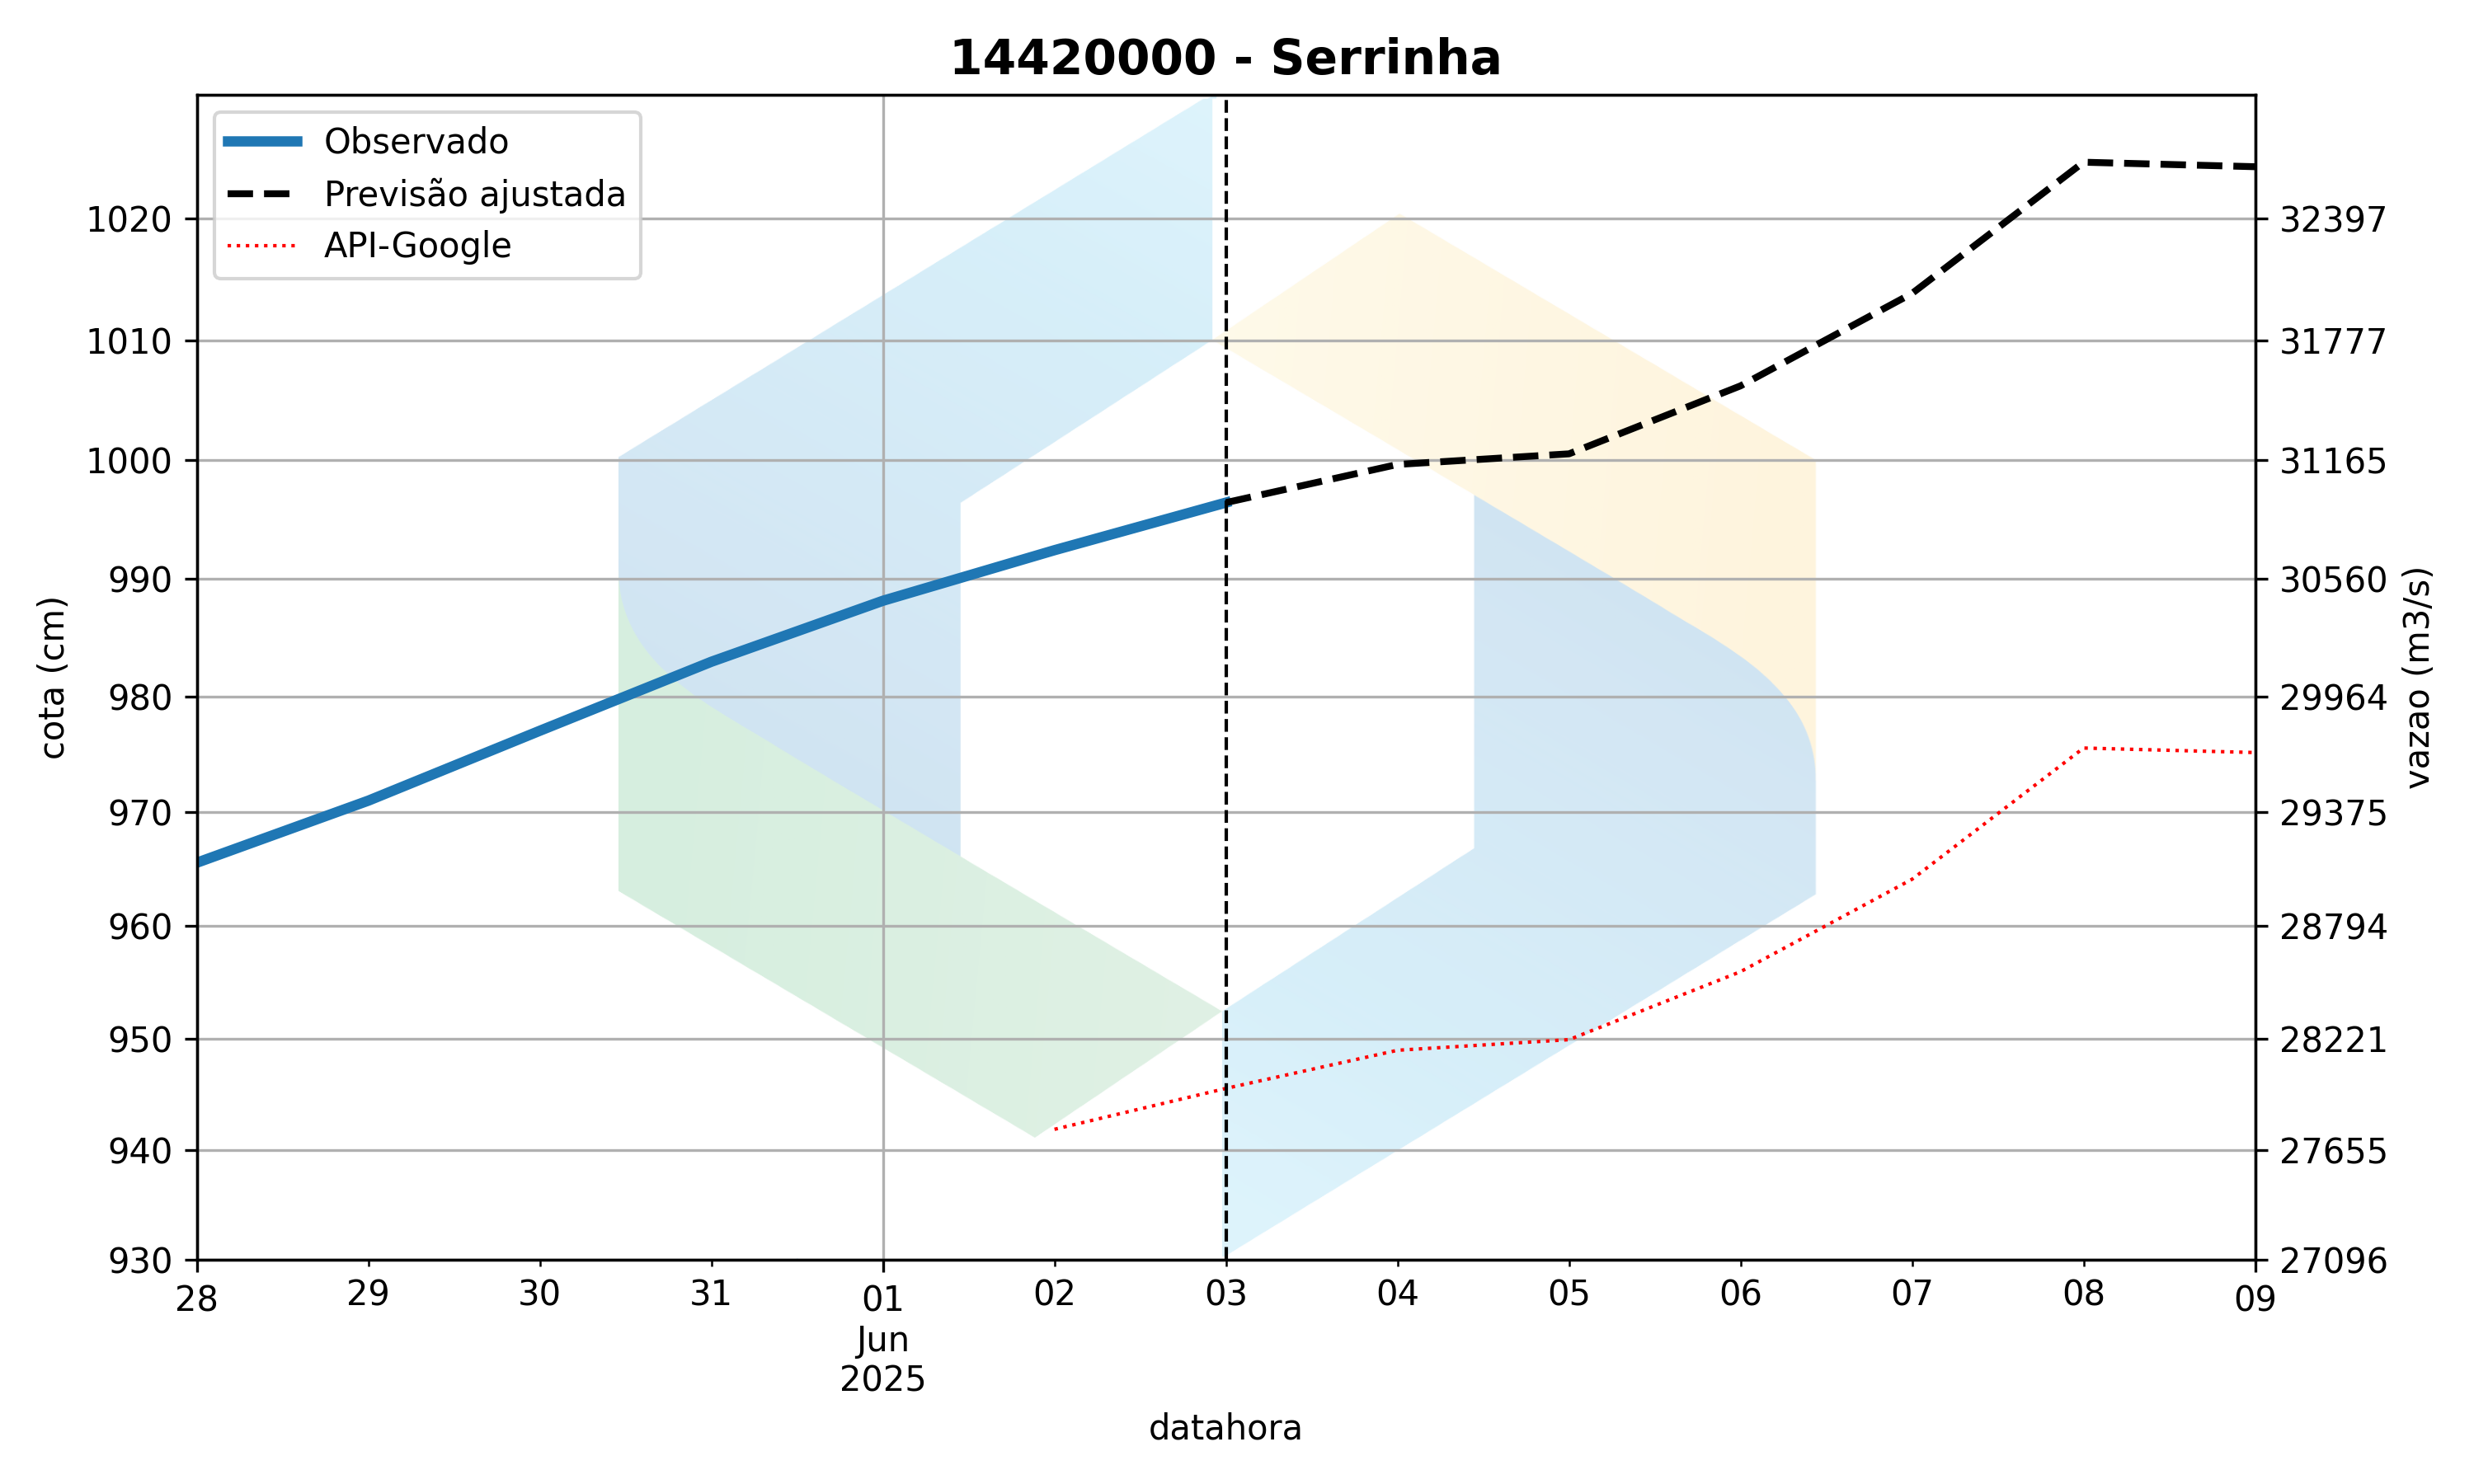 14420000 - Serrinha
Observado
Previsão ajustada
API-Google
1020
1010
1000
990
980
970
960
950
940
930
cota (cm)
32397
31777
31165
30560
29964
29375
28794
28221
27655
27096
vazao (m3/s)
28 29 30 31 01 02 03 04 05 06 07 08 09
Jun
2025
datahora